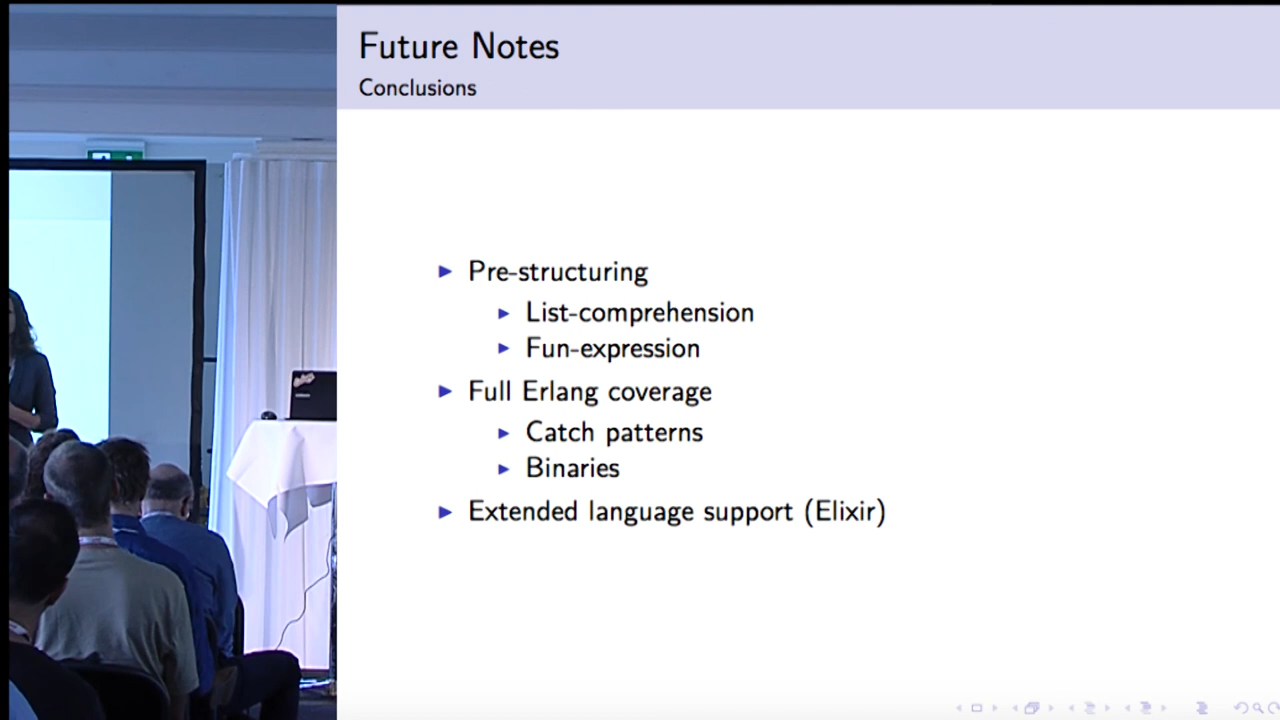 Future Notes
Conclusions
Pre-structuring
List-comprehension
Fun-expression
Full Erlang coverage
Catch patterns
Binaries
Extended language support (Elixir)